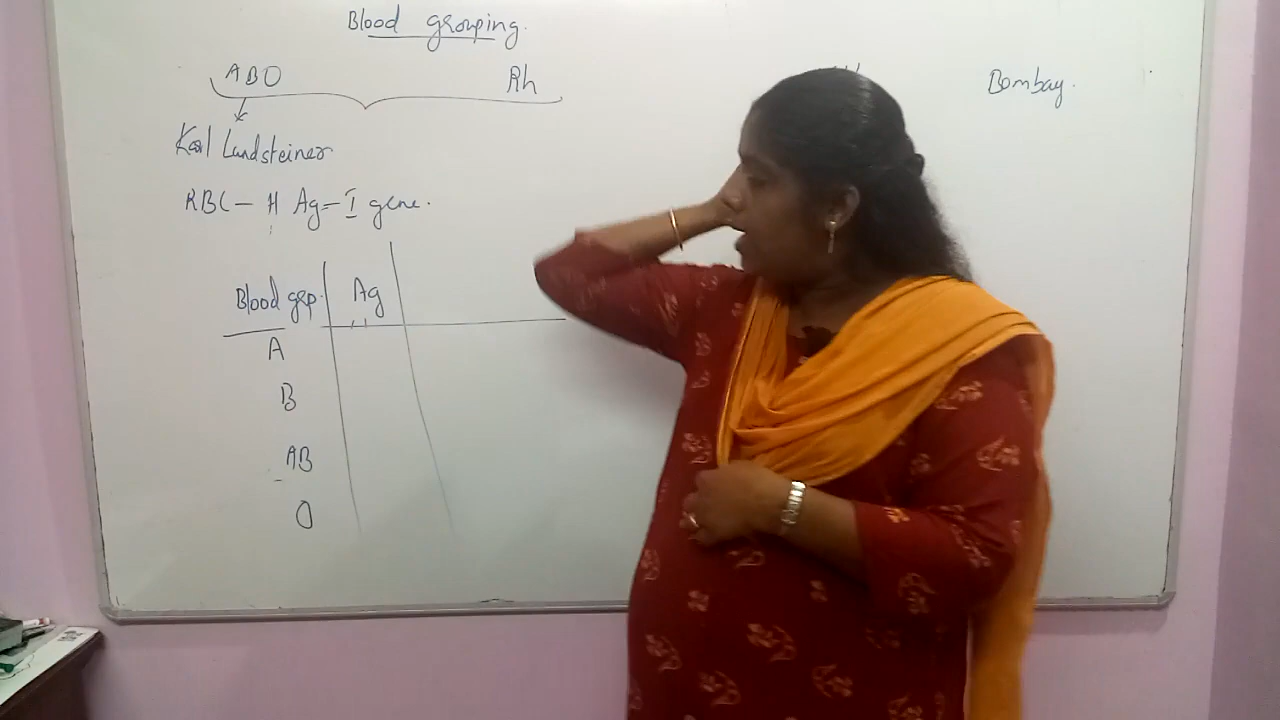 Blood grouping.
ABO Rh Bombay.
Karl Landsteiner
RBC – H Ag – I gene.
Blood grp. Ag
A
B
AB
O